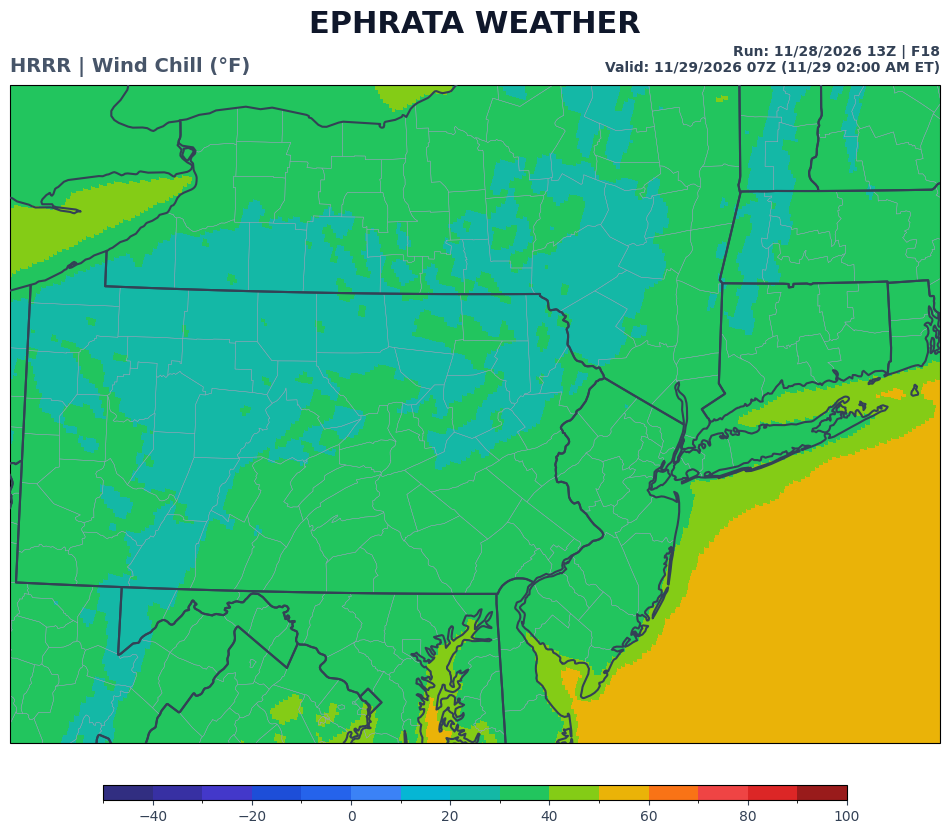 EPHRATA WEATHER
HRRR | Wind Chill (°F)
Run: 11/28/2026 13Z | F18
Valid: 11/29/2026 07Z (11/29 02:00 AM ET)
−40 −20 0 20 40 60 80 100